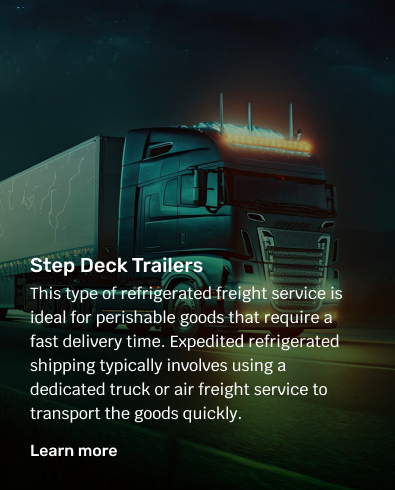 Step Deck Trailers
This type of refrigerated freight service is
ideal for perishable goods that require a
fast delivery time. Expedited refrigerated
shipping typically involves using a
dedicated truck or air freight service to
transport the goods quickly.
Learn more